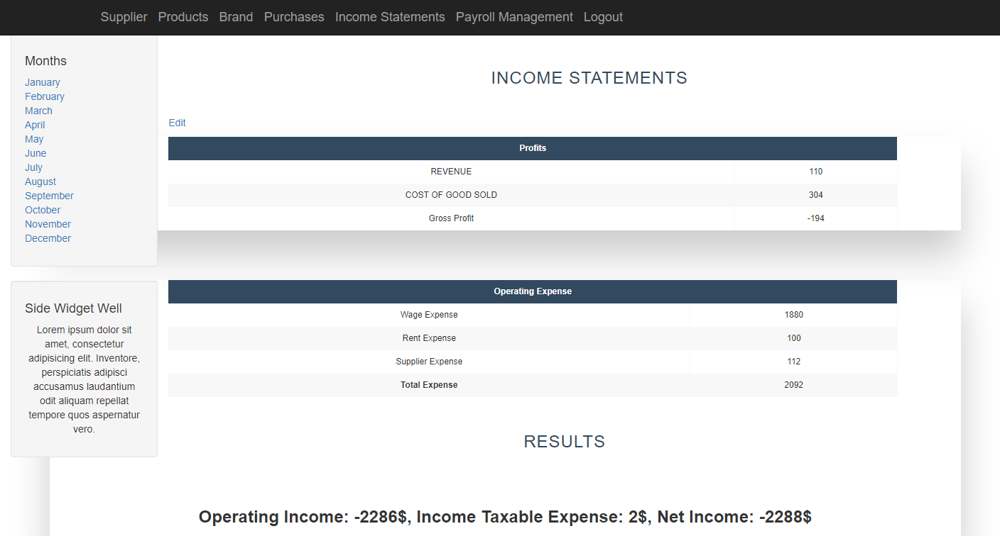 Supplier Products Brand Purchases Income Statements Payroll Management Logout
Months
January
February
March
April
May
June
July
August
September
October
November
December
Side Widget Well
Lorem ipsum dolor sit
amet, consectetur
adipisicing elit. Inventore,
perspiciatis adipisci
accusamus laudantium
odit aliquam repellat
tempore quos aspernatur
vero.
INCOME STATEMENTS
Edit
Profits
REVENUE 110
COST OF GOOD SOLD 304
Gross Profit -194
Operating Expense
Wage Expense 1880
Rent Expense 100
Supplier Expense 112
Total Expense 2092
RESULTS
Operating Income: -2286$, Income Taxable Expense: 2$, Net Income: -2288$